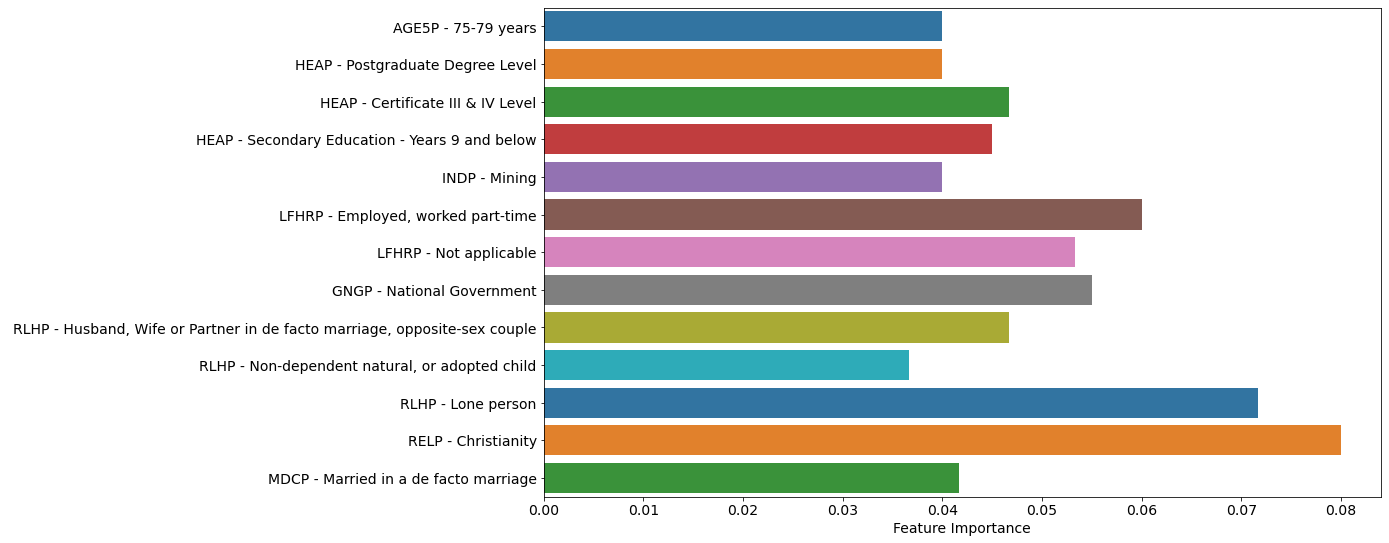 AGE5P - 75-79 years
HEAP - Postgraduate Degree Level
HEAP - Certificate III & IV Level
HEAP - Secondary Education - Years 9 and below
INDP - Mining
LFHRP - Employed, worked part-time
LFHRP - Not applicable
GNGP - National Government
RLHP - Husband, Wife or Partner in de facto marriage, opposite-sex couple
RLHP - Non-dependent natural, or adopted child
RLHP - Lone person
RELP - Christianity
MDCP - Married in a de facto marriage
0.00 0.01 0.02 0.03 0.04 0.05 0.06 0.07 0.08
Feature Importance